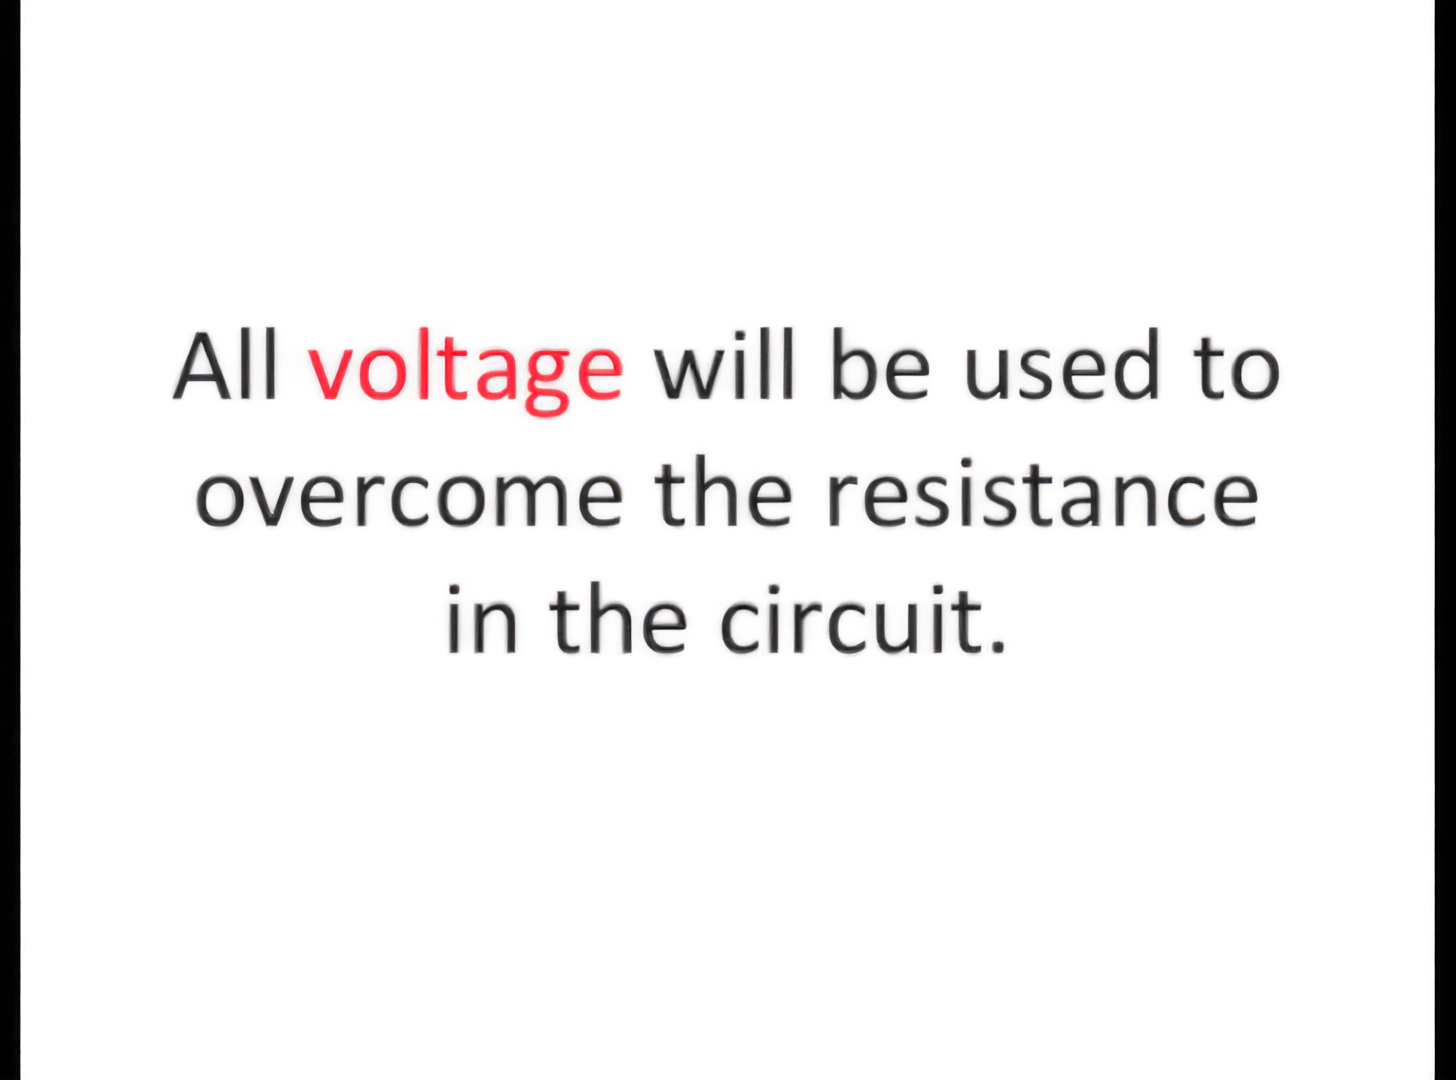 All voltage will be used to
overcome the resistance
in the circuit.